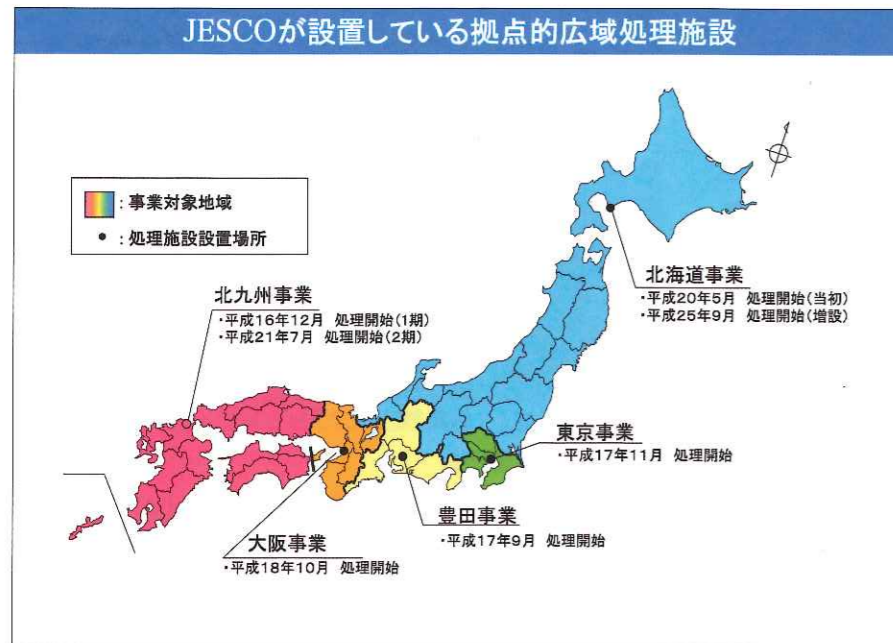 JESCOが設置している拠点的広域処理施設
:事業対象地域
:処理施設設置場所
北海道事業
・平成20年5月 処理開始(当初)
・平成25年9月 処理開始(増設)
北九州事業
・平成16年12月 処理開始(1期)
・平成21年7月 処理開始(2期)
東京事業
・平成17年11月 処理開始
豊田事業
・平成17年9月 処理開始
大阪事業
・平成18年10月 処理開始